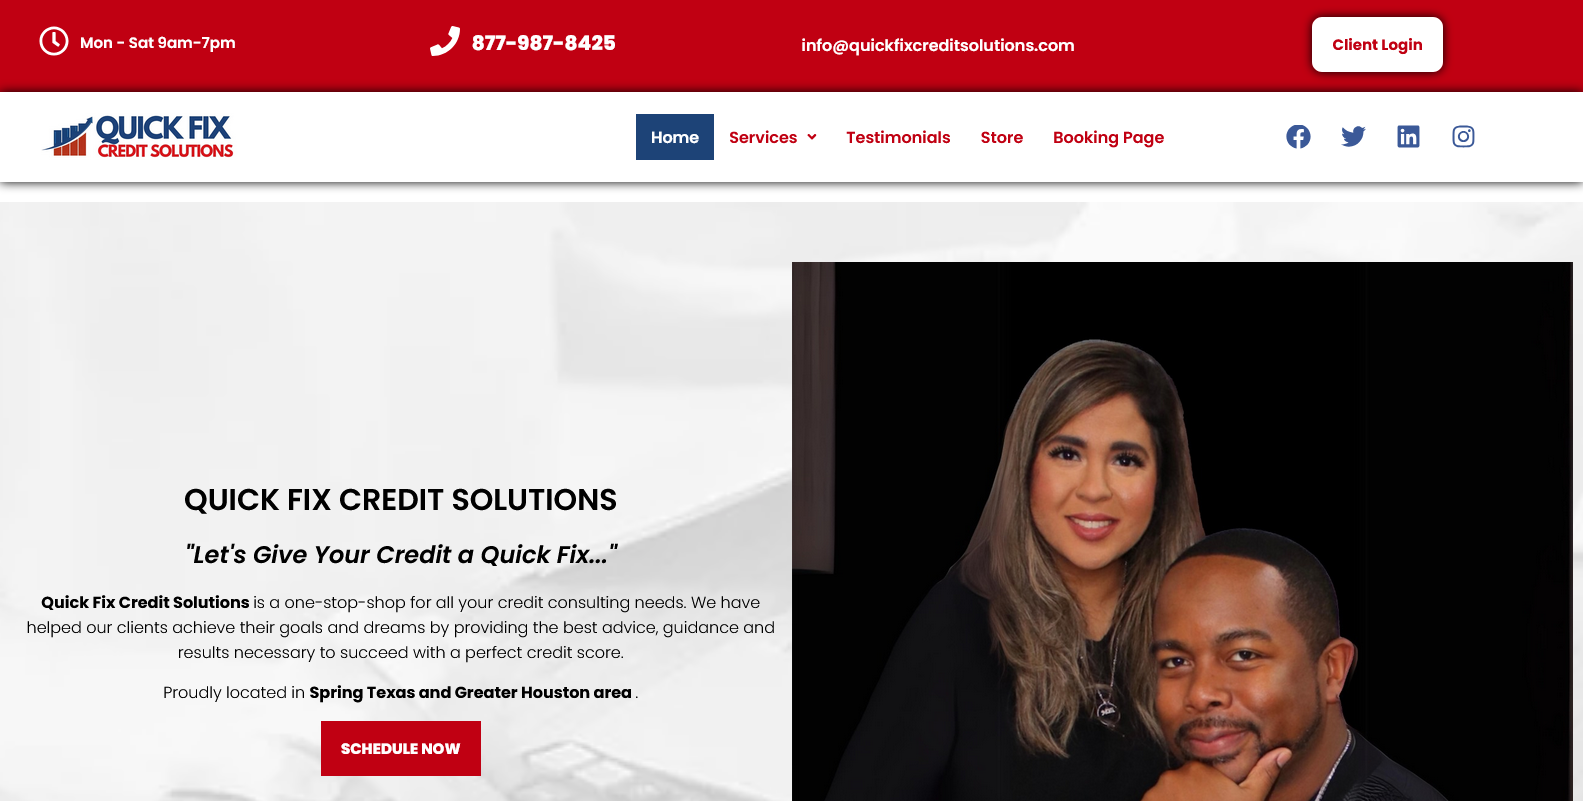 Mon - Sat 9am-7pm
877-987-8425
info@quickfixcreditsolutions.com
Client Login
QUICK FIX
CREDIT SOLUTIONS
Home
Services
Testimonials
Store
Booking Page
QUICK FIX CREDIT SOLUTIONS
"Let's Give Your Credit a Quick Fix..."
Quick Fix Credit Solutions is a one-stop-shop for all your credit consulting needs. We have
helped our clients achieve their goals and dreams by providing the best advice, guidance and
results necessary to succeed with a perfect credit score.
Proudly located in Spring Texas and Greater Houston area .
SCHEDULE NOW